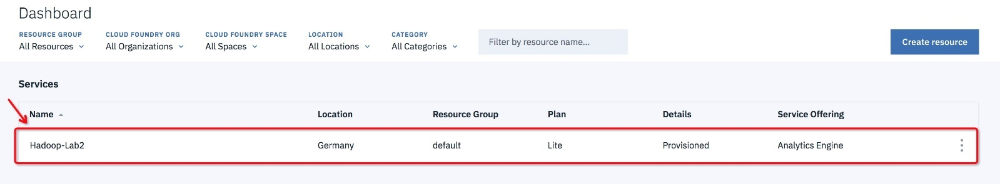 Dashboard
RESOURCE GROUP CLOUD FOUNDRY ORG CLOUD FOUNDRY SPACE LOCATION CATEGORY
All Resources All Organizations All Spaces All Locations All Categories Filter by resource name... Create resource
Services
Name Location Resource Group Plan Details Service Offering
Hadoop-Lab2 Germany default Lite Provisioned Analytics Engine